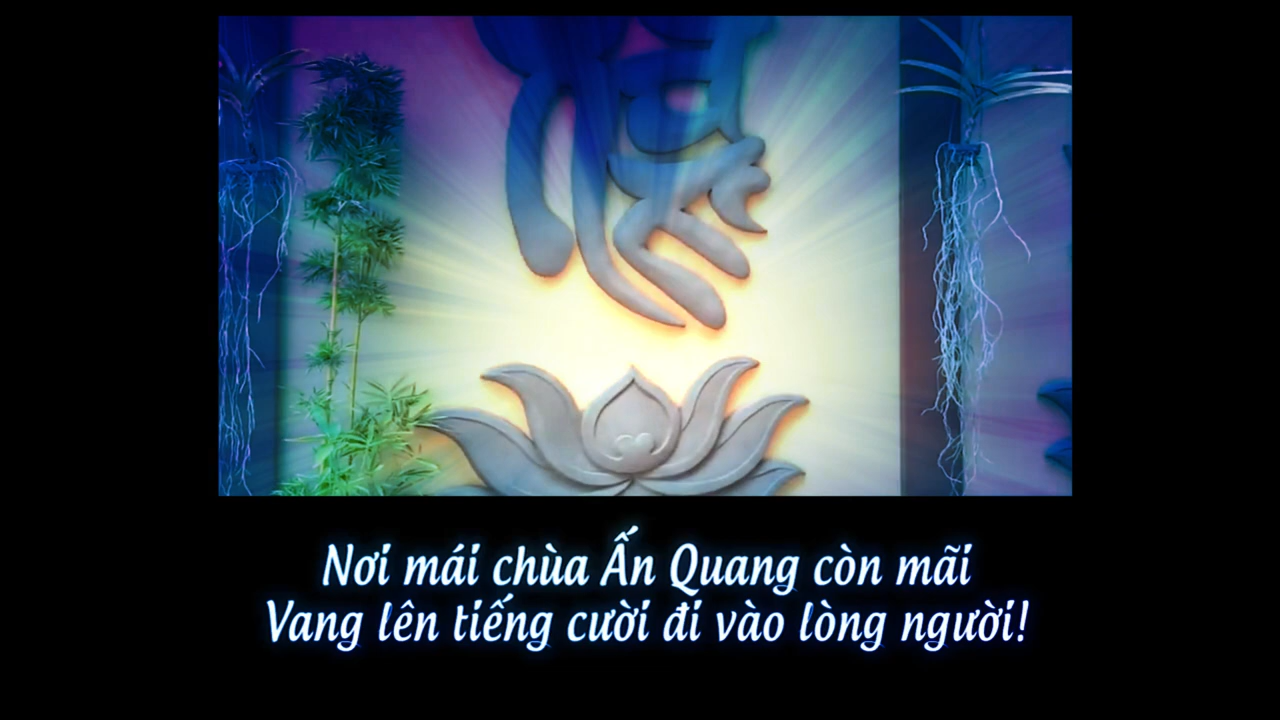 Nơi mái chùa Ấn Quang còn mãi
Vang lên tiếng cười đi vào lòng người!